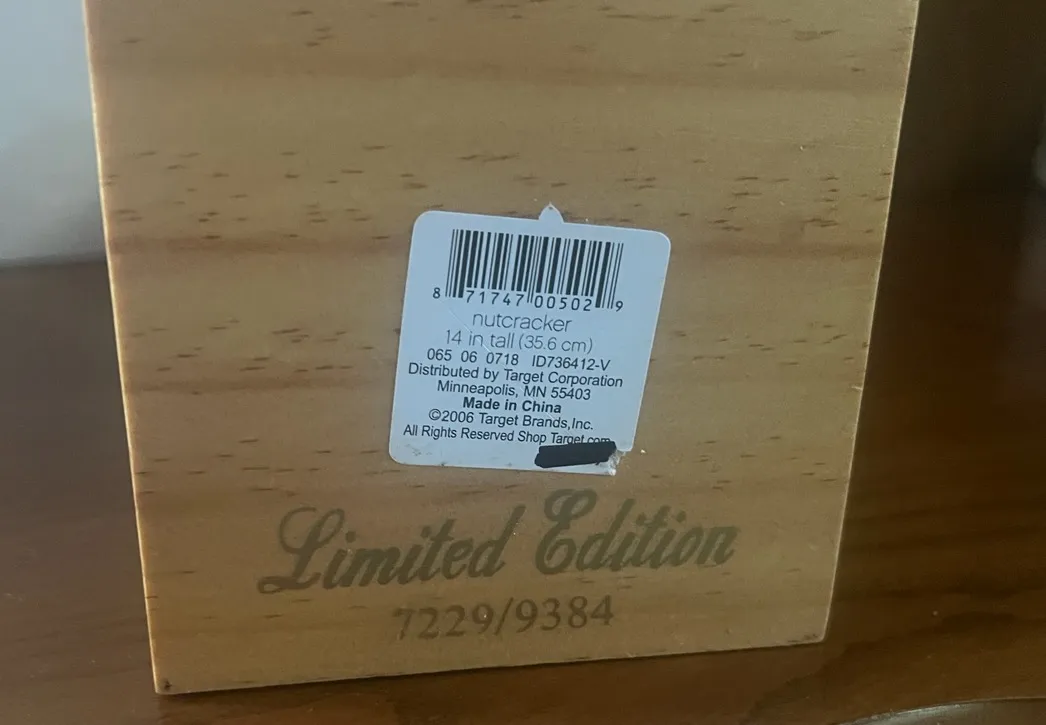 8 71747 00502 9
nutcracker
14 in tall (35.6 cm)
065 06 0718 ID736412-V
Distributed by Target Corporation
Minneapolis, MN 55403
Made in China
©2006 Target Brands,Inc.
All Rights Reserved Shop Target.com
Limited Edition
7229/9384